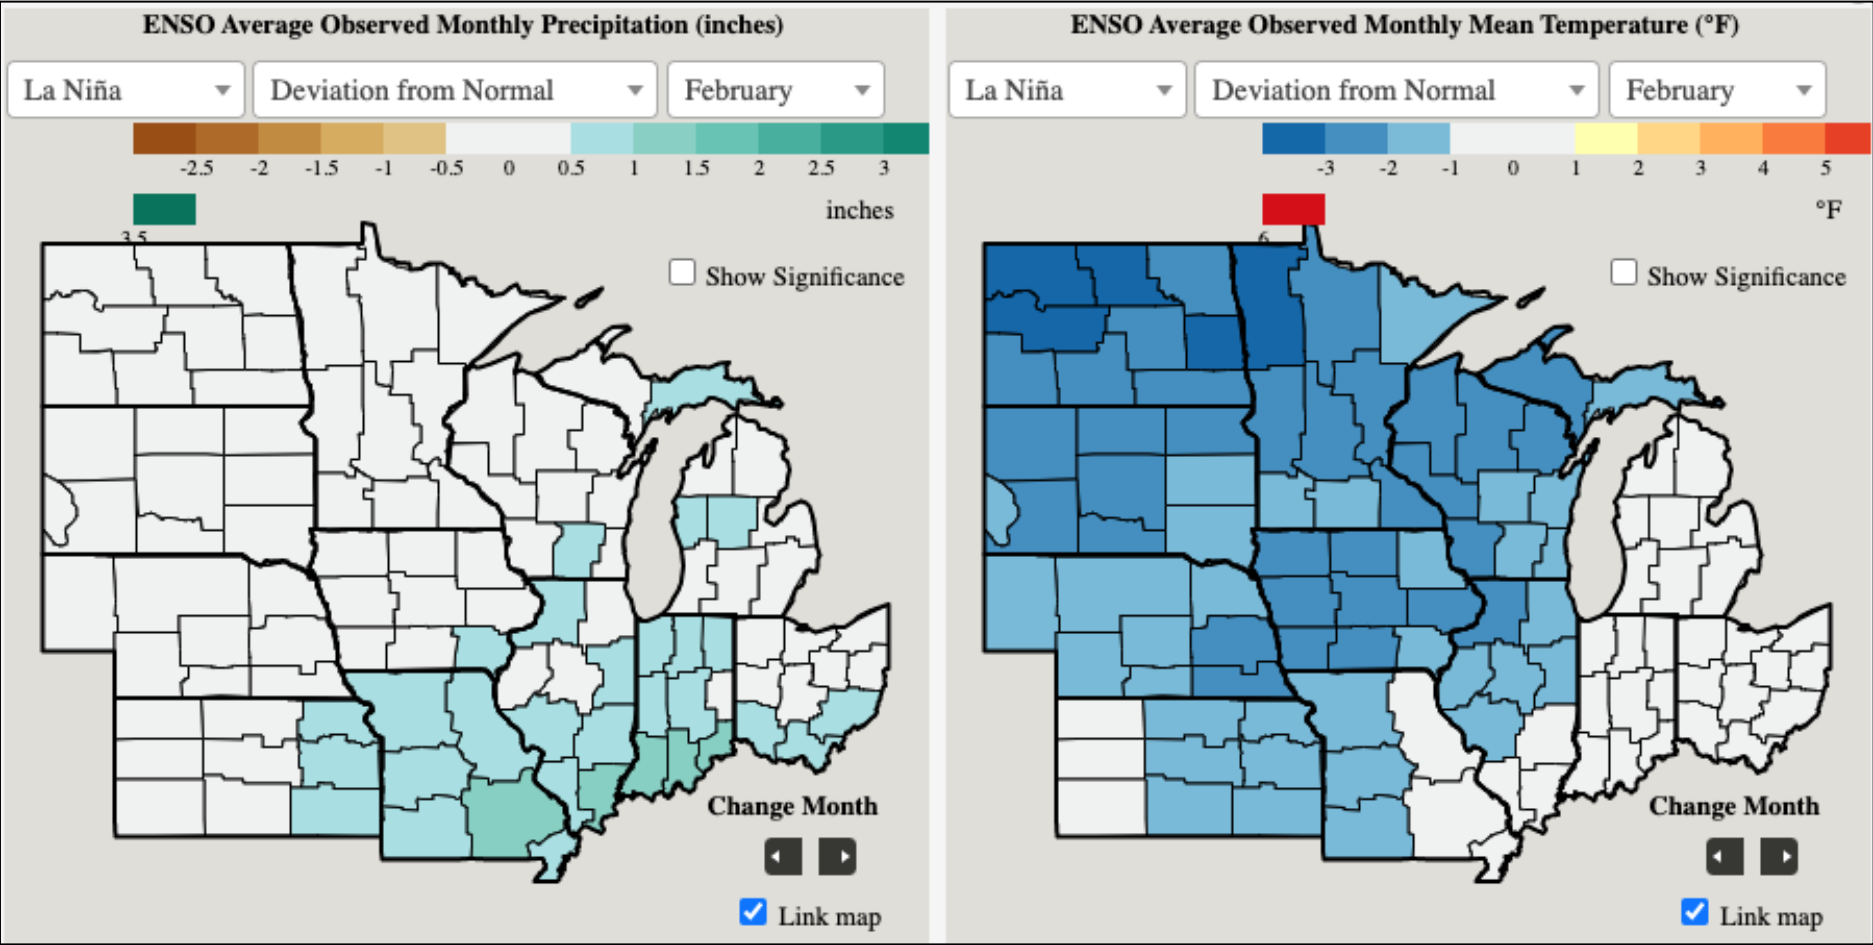 ENSO Average Observed Monthly Precipitation (inches)
La Niña
Deviation from Normal
February
-2.5 -2 -1.5 -1 -0.5 0 0.5 1 1.5 2 2.5 3
inches
3.5
Show Significance
Change Month
Link map
ENSO Average Observed Monthly Mean Temperature (°F)
La Niña
Deviation from Normal
February
-3 -2 -1 0 1 2 3 4 5
°F
6
Show Significance
Change Month
Link map